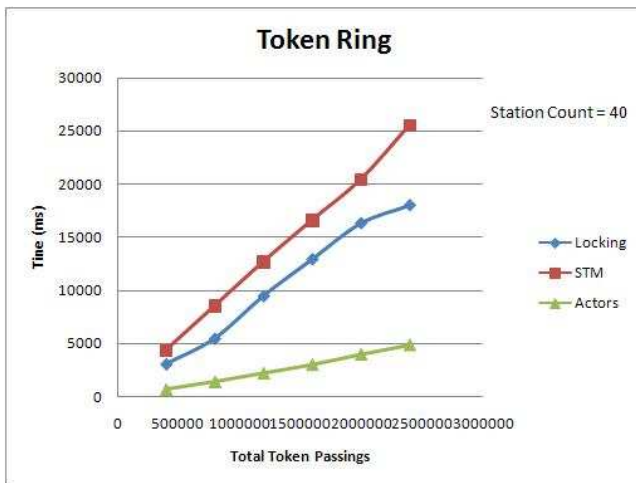 Token Ring
30000
25000
20000
15000
10000
5000
0
Time (ms)
Station Count = 40
Locking
STM
Actors
0 500000 1000000 1500000 2000000 2500000 3000000
Total Token Passings